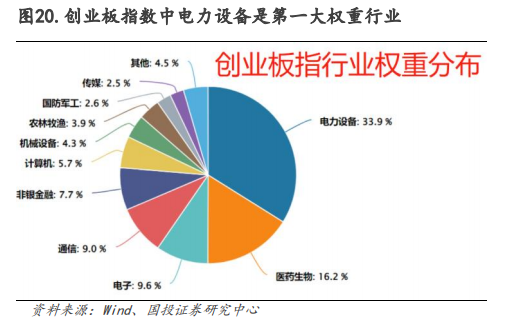 图20.创业板指数中电力设备是第一大权重行业
创业板指行业权重分布
其他: 4.5 %
传媒: 2.5 %
国防军工: 2.6 %
农林牧渔: 3.9 %
机械设备: 4.3 %
计算机: 5.7 %
非银金融: 7.7 %
通信: 9.0 %
电子: 9.6 %
医药生物: 16.2 %
电力设备: 33.9 %
资料来源：Wind、国投证券研究中心